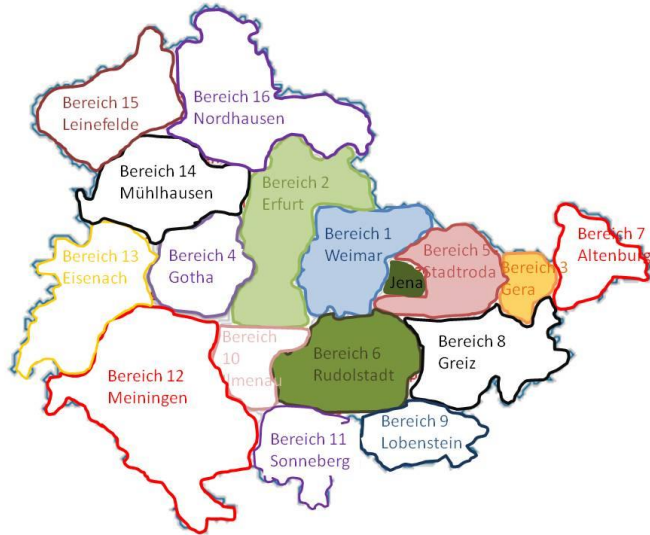 Bereich 15
Leinefelde
Bereich 16
Nordhausen
Bereich 14
Mühlhausen
Bereich 2
Erfurt
Bereich 13
Eisenach
Bereich 4
Gotha
Bereich 1
Weimar
Bereich 5
Stadtroda
Jena
Bereich 3
Gera
Bereich 7
Altenburg
Bereich 10
Ilmenau
Bereich 6
Rudolstadt
Bereich 8
Greiz
Bereich 12
Meiningen
Bereich 11
Sonneberg
Bereich 9
Lobenstein